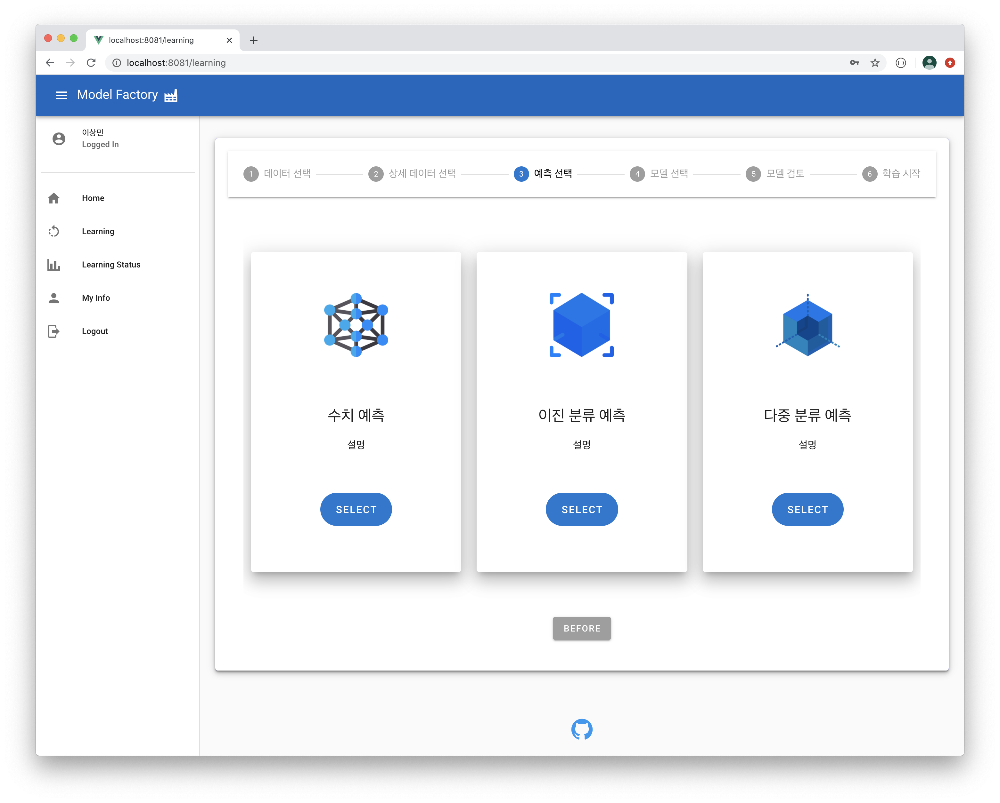 localhost:8081/learning
localhost:8081/learning
Model Factory
이상민
Logged In
Home
Learning
Learning Status
My Info
Logout
1 데이터 선택
2 상세 데이터 선택
3 예측 선택
4 모델 선택
5 모델 검토
6 학습 시작
수치 예측
설명
SELECT
이진 분류 예측
설명
SELECT
다중 분류 예측
설명
SELECT
BEFORE